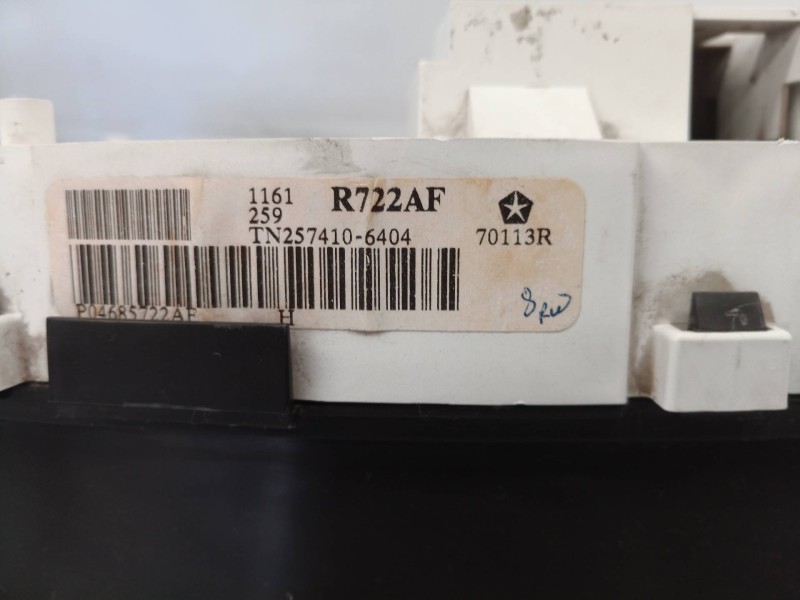 1161 R722AF
259
TN257410-6404 70113R
P04685722AF H